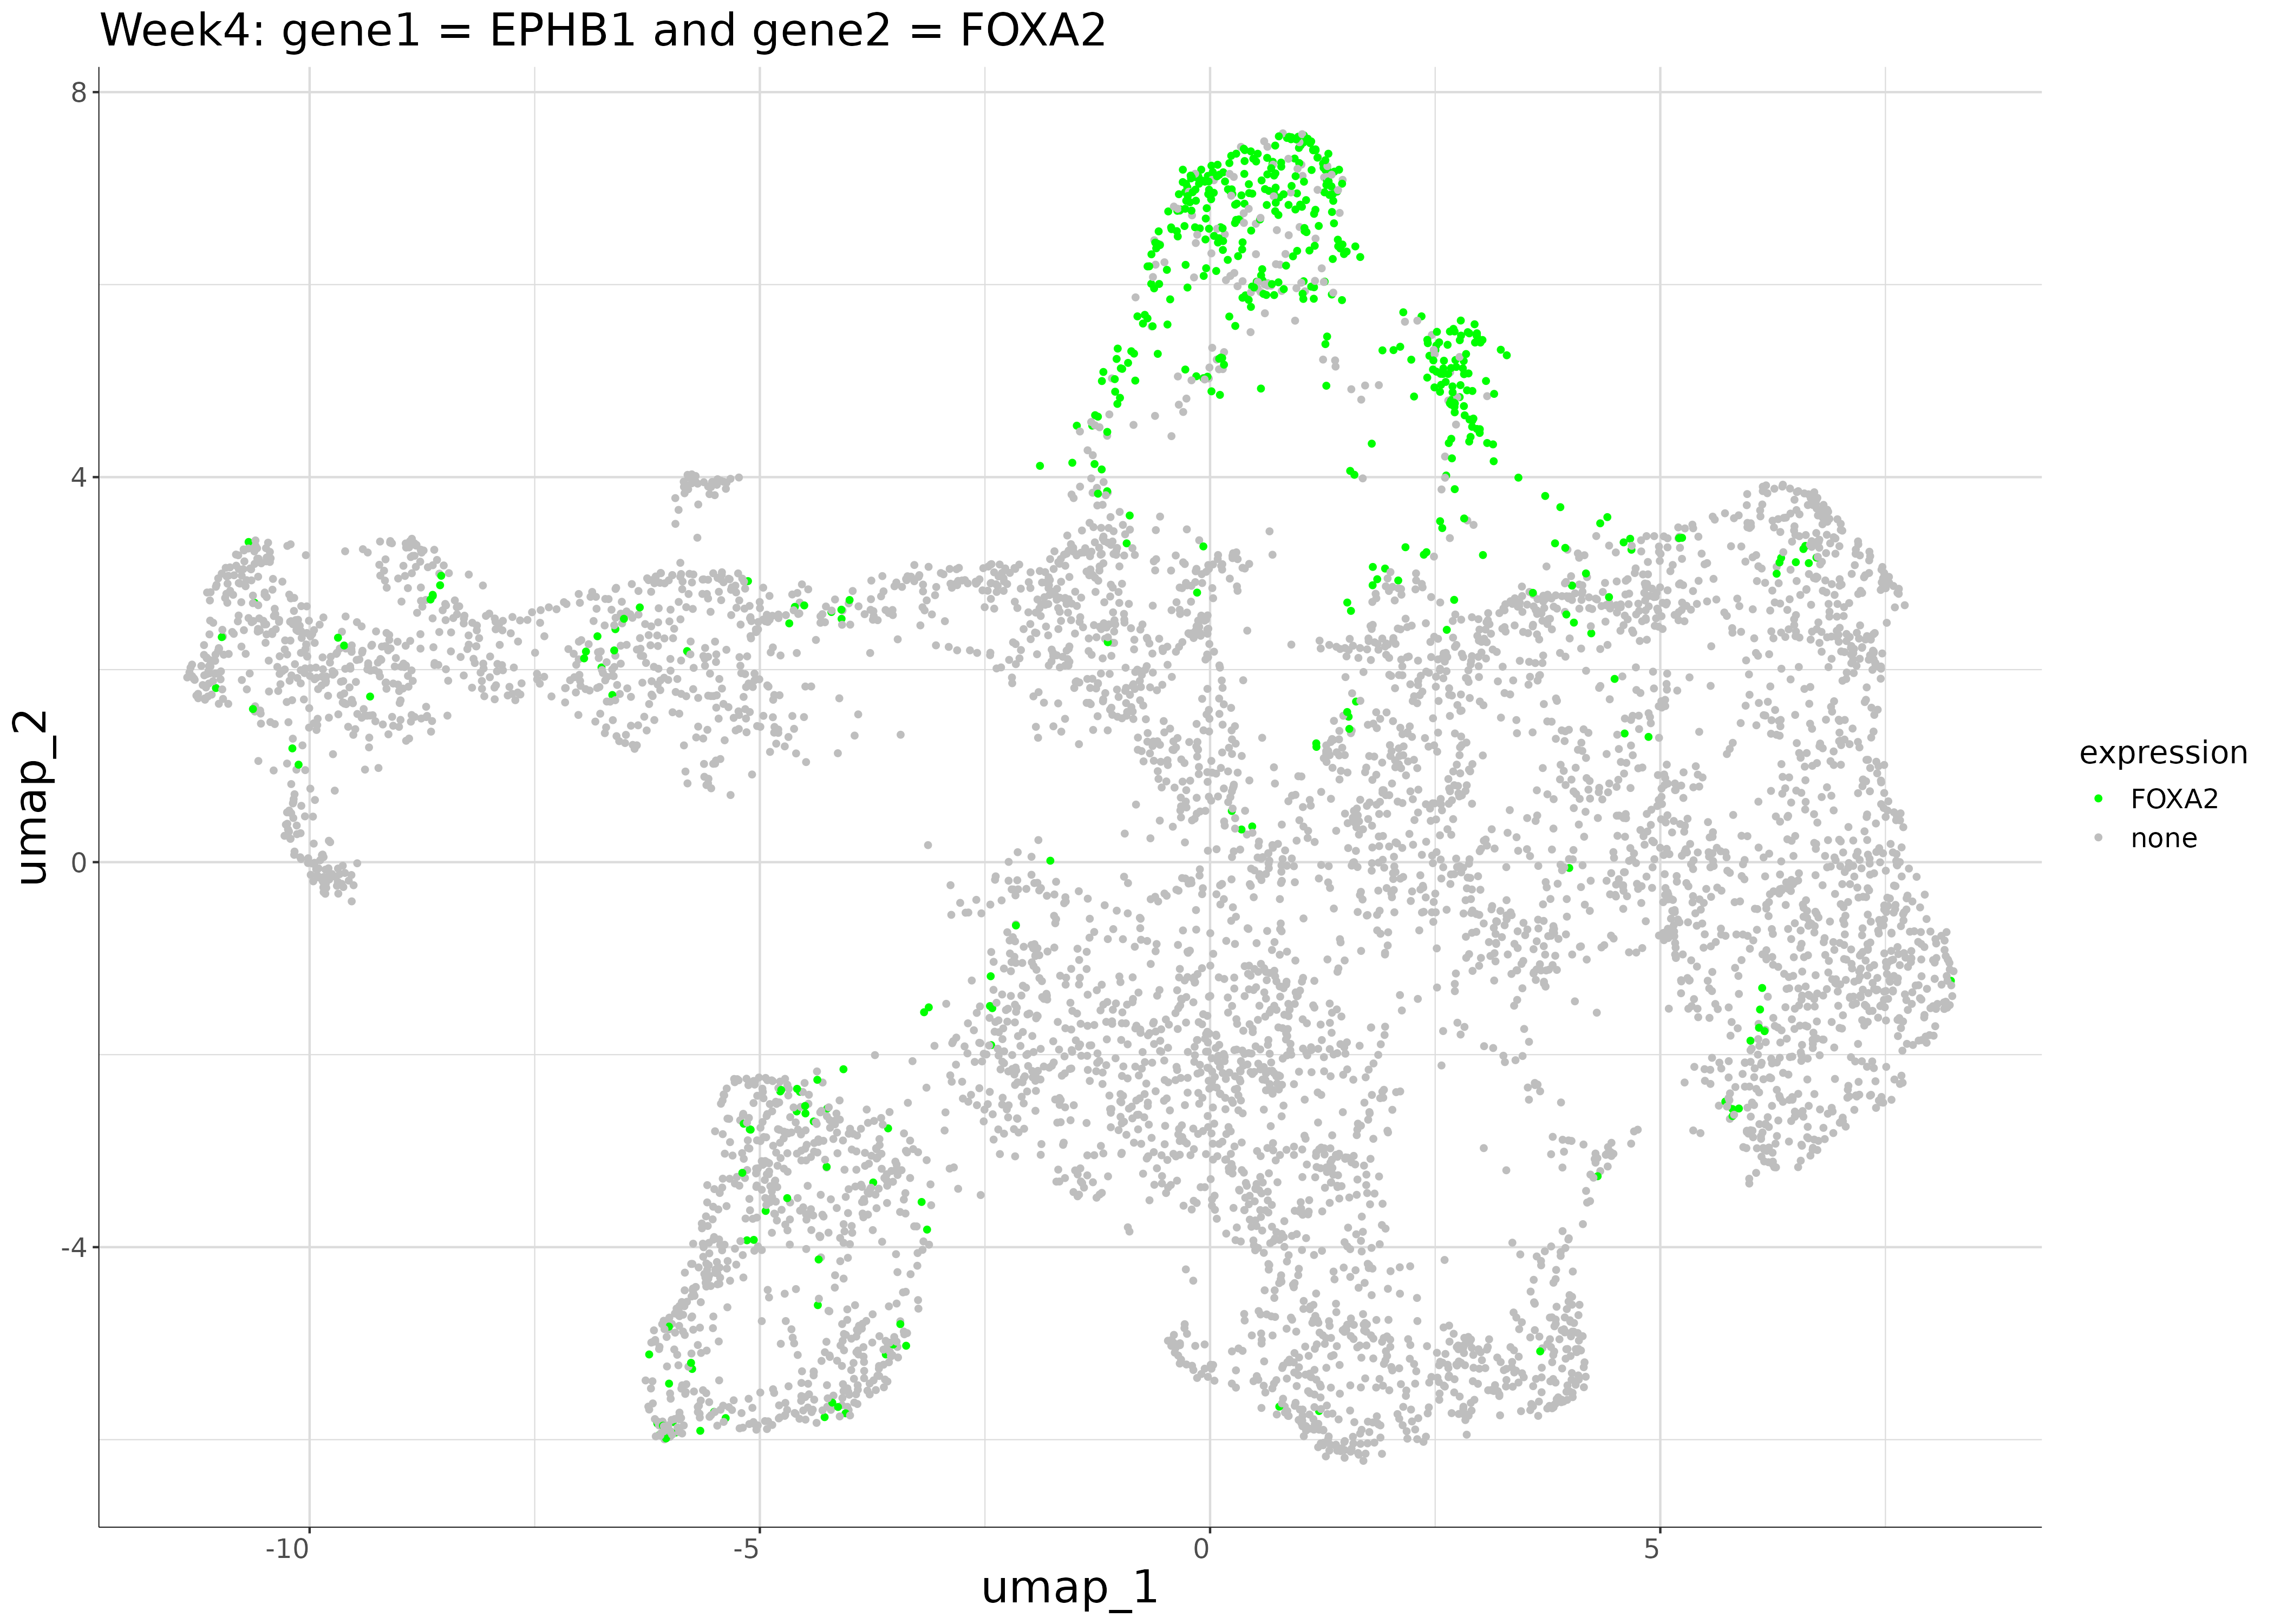 Week4: gene1 = EPHB1 and gene2 = FOXA2
8
4
0
-4
umap_2
-10
-5
0
5
umap_1
expression
FOXA2
none